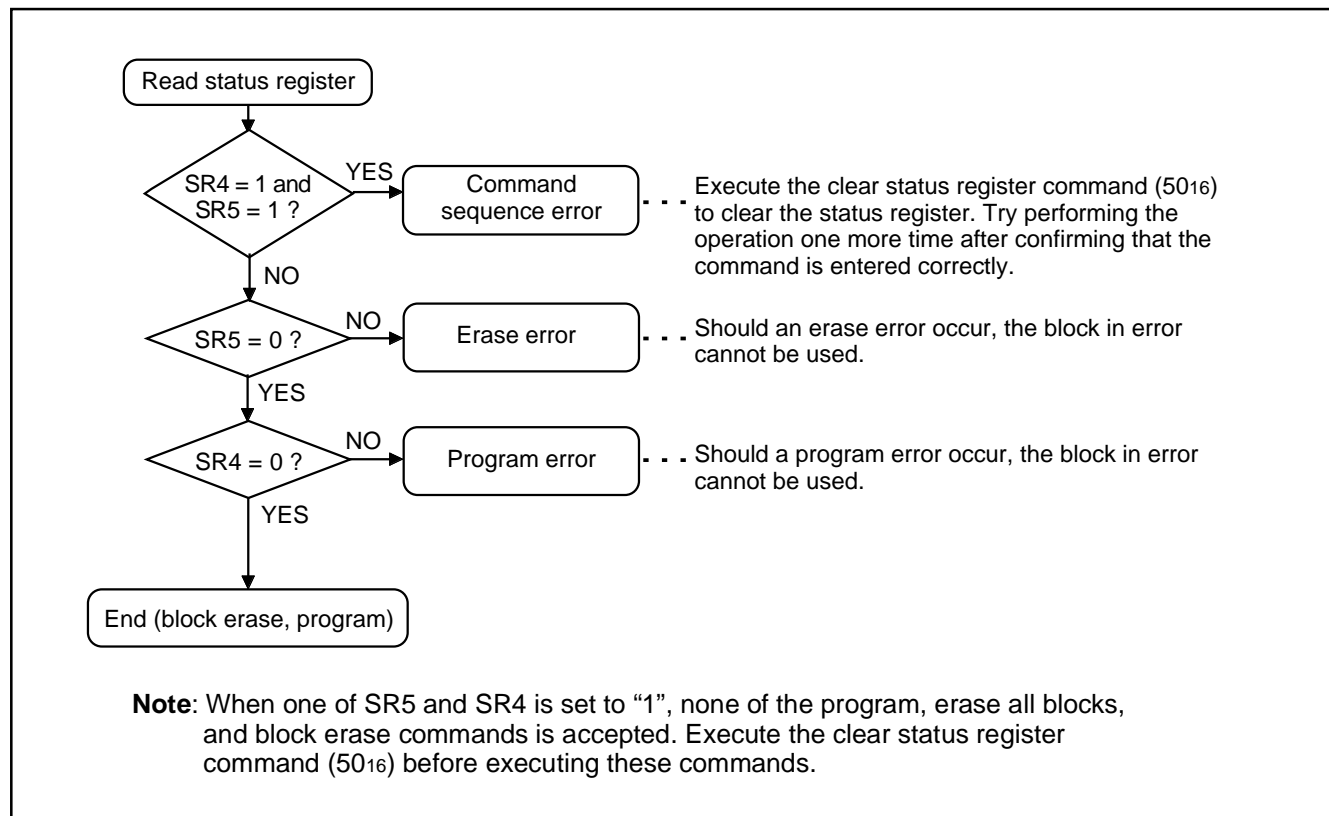 Read status register
SR4 = 1 and
SR5 = 1 ?
YES
Command
sequence error
Execute the clear status register command (5016)
to clear the status register. Try performing the
operation one more time after confirming that the
command is entered correctly.
NO
SR5 = 0 ?
NO
Erase error
Should an erase error occur, the block in error
cannot be used.
YES
SR4 = 0 ?
NO
Program error
Should a program error occur, the block in error
cannot be used.
YES
End (block erase, program)
Note: When one of SR5 and SR4 is set to “1”, none of the program, erase all blocks,
and block erase commands is accepted. Execute the clear status register
command (5016) before executing these commands.